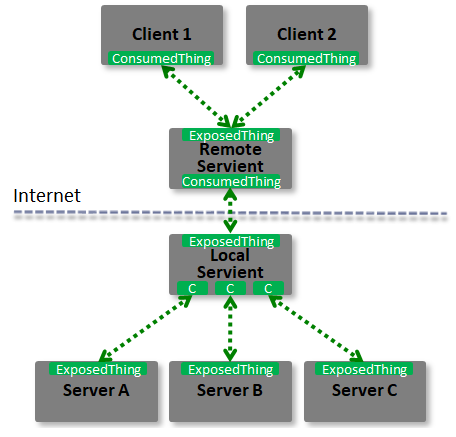 Client 1
Client 2
ConsumedThing
ConsumedThing
ExposedThing
Remote
Servient
ConsumedThing
Internet
ExposedThing
Local
Servient
C
C
C
ExposedThing
ExposedThing
ExposedThing
Server A
Server B
Server C